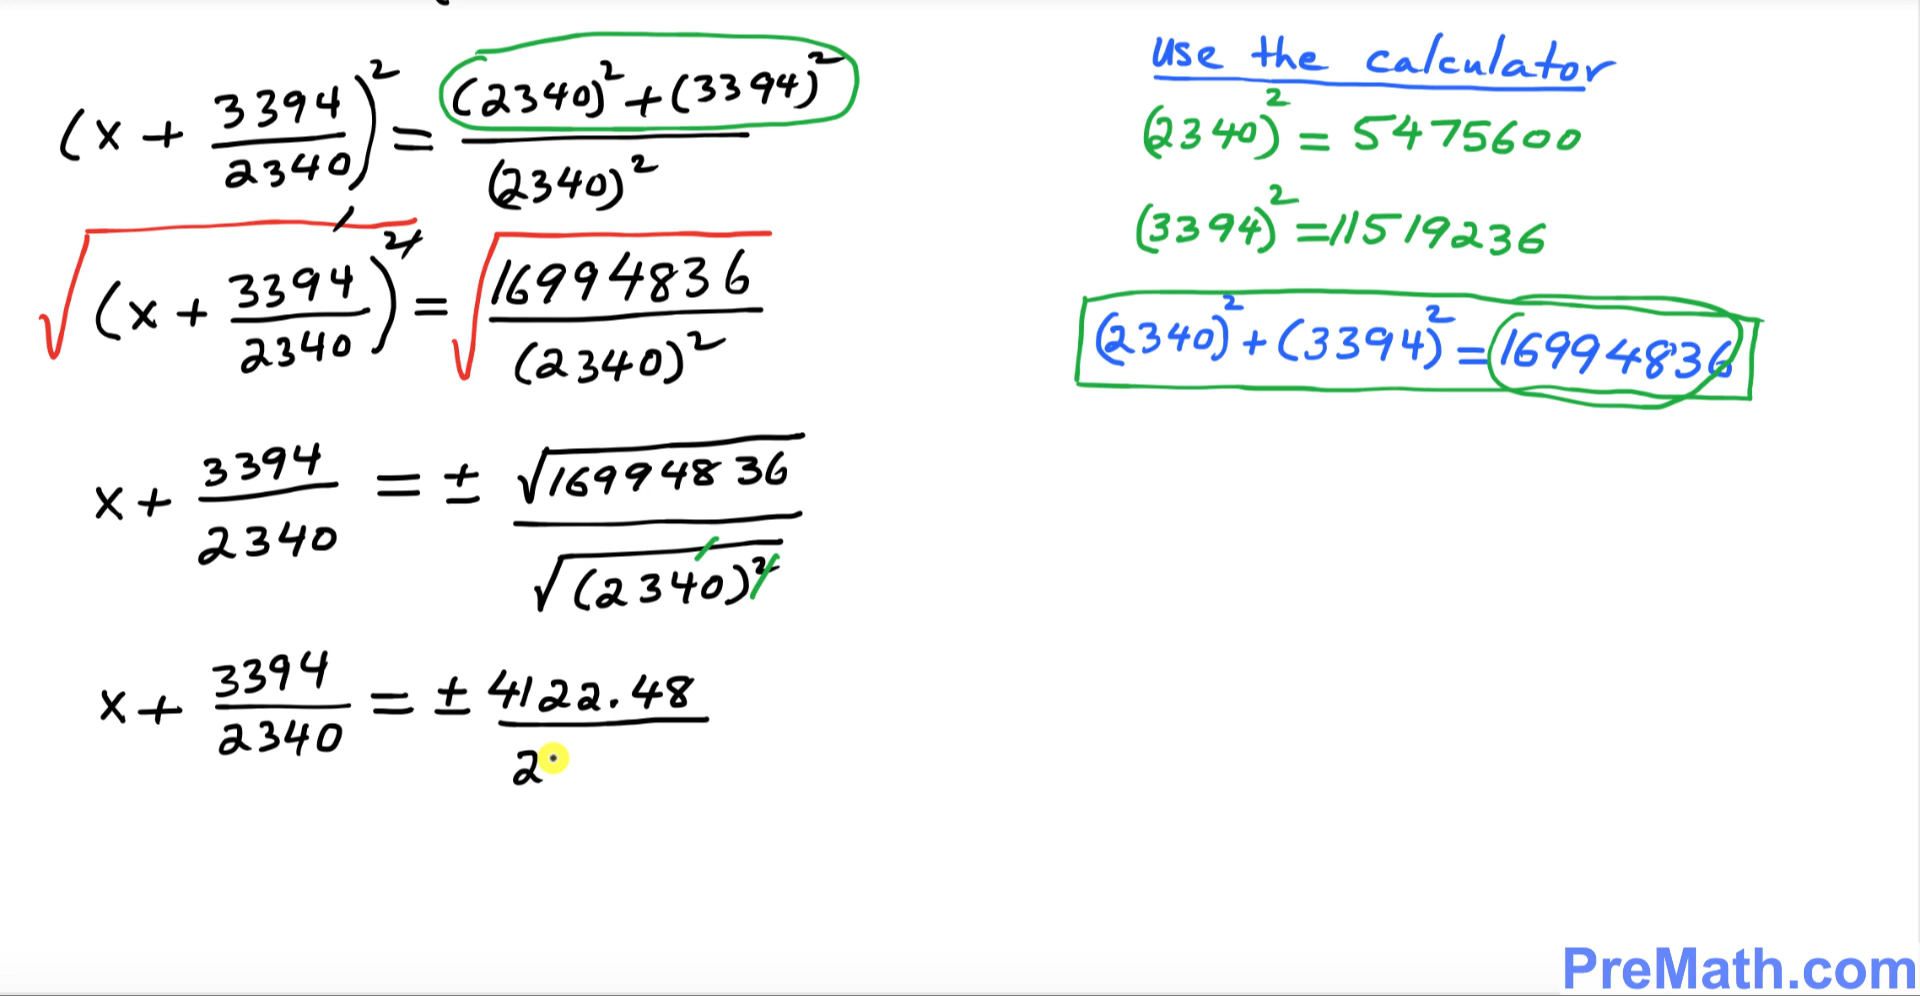 (x + 3394/2340)² = ((2340)² + (3394)²)/(2340)²
√(x + 3394/2340)² = √(16994836/(2340)²)
x + 3394/2340 = ± √16994836/√(2340)²
x + 3394/2340 = ± 4122.48/2
use the calculator
(2340)² = 5475600
(3394)² = 11519236
(2340)² + (3394)² = 16994836
PreMath.com